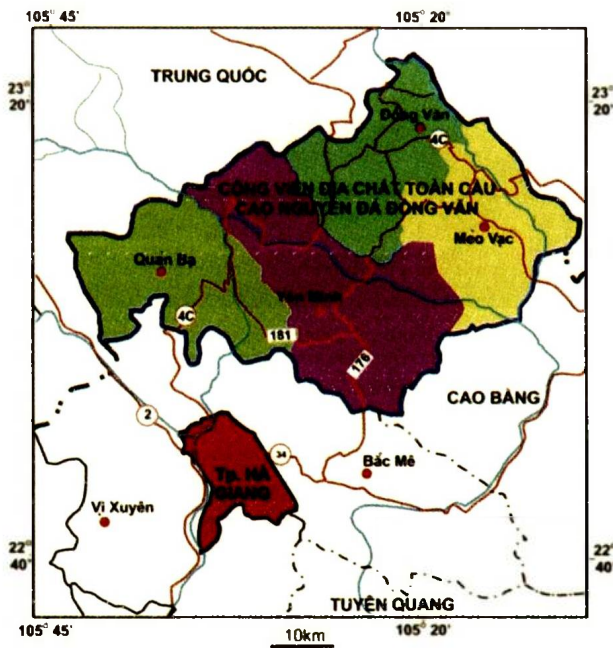 105° 45'
105° 20'
23° 20'
23° 20'
TRUNG QUỐC
Đồng Văn
4C
CÔNG VIÊN ĐỊA CHẤT TOÀN CẦU
CAO NGUYÊN ĐÁ ĐỒNG VĂN
Mèo Vạc
Quản Bạ
Yên Minh
4C
181
176
CAO BẰNG
2
34
Bắc Mê
Tp. HÀ
GIANG
Vị Xuyên
22° 40'
22° 40'
TUYÊN QUANG
105° 45'
105° 20'
10km